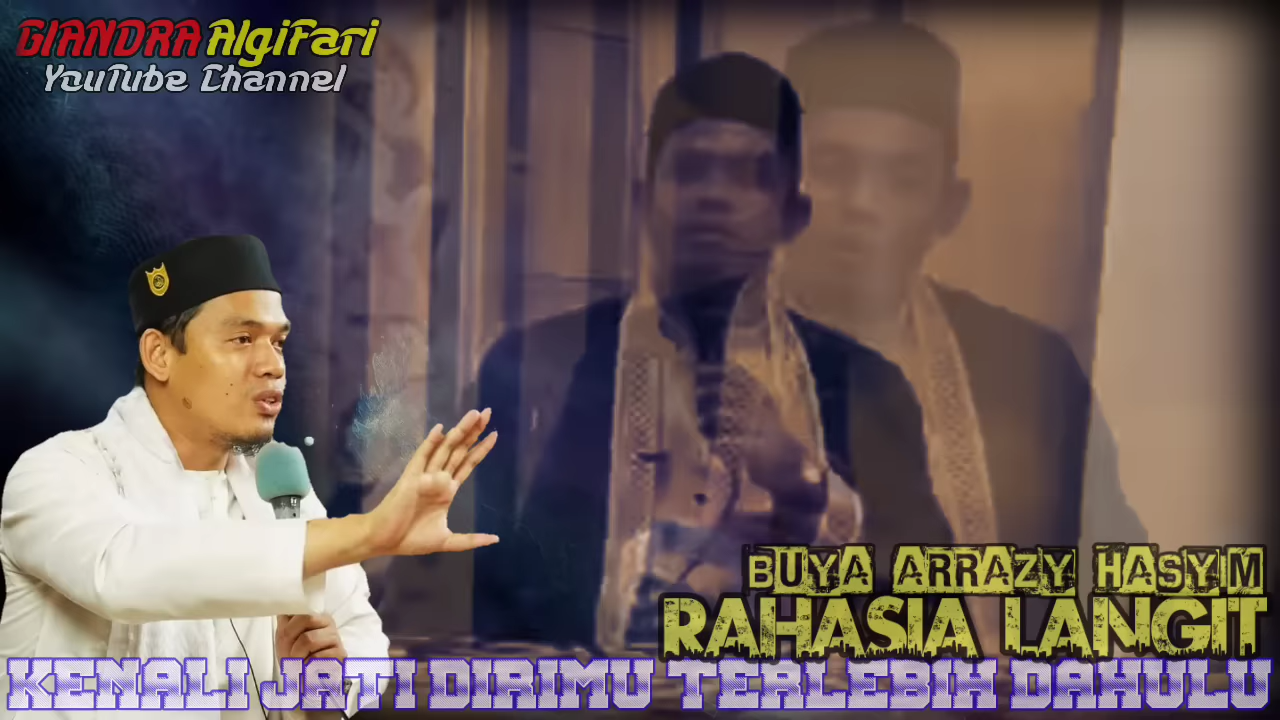 GIANDRA AlgiFari
YouTube Channel
BUYA ARRAZY HASYIM
RAHASIA LANGIT
KENALI JATI DIRIMU TERLEBIH DAHULU